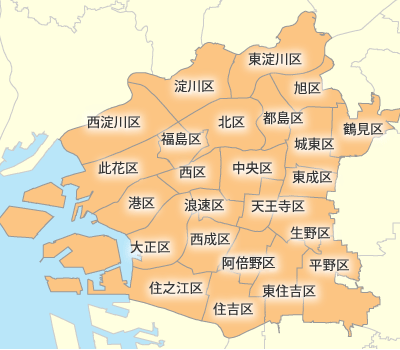 東淀川区
淀川区
旭区
西淀川区
北区
都島区
鶴見区
福島区
城東区
此花区
西区
中央区
東成区
港区
浪速区
天王寺区
生野区
大正区
西成区
阿倍野区
平野区
住之江区
東住吉区
住吉区